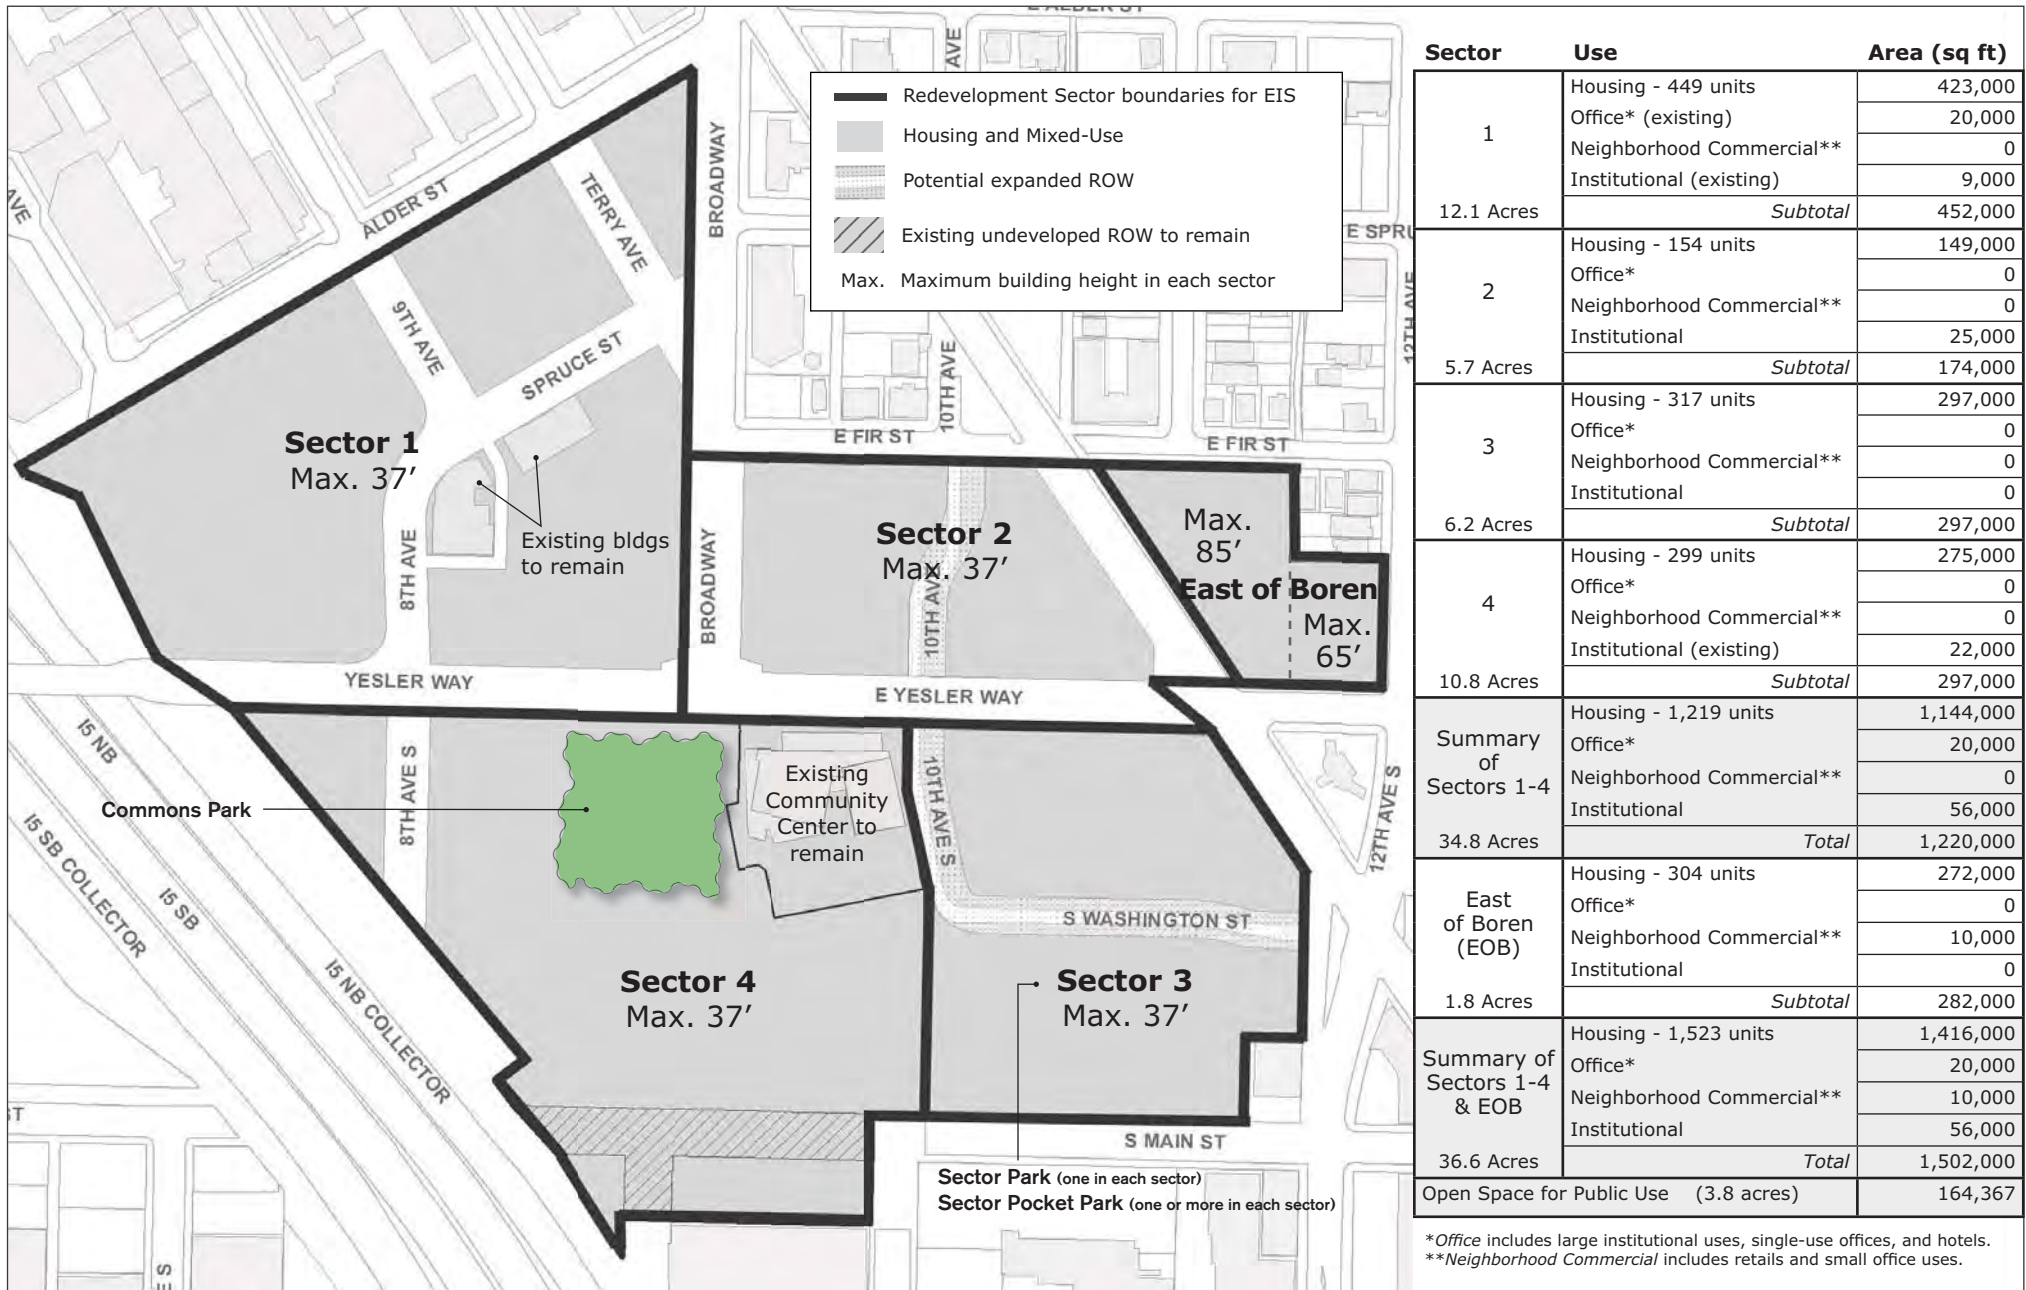 E ALDER ST
AVE
BROADWAY
Redevelopment Sector boundaries for EIS
Housing and Mixed-Use
Potential expanded ROW
Existing undeveloped ROW to remain
Max. Maximum building height in each sector
AVE
ALDER ST
TERRY AVE
9TH AVE
SPRUCE ST
E SPRU
12TH AVE
10TH AVE
E FIR ST
E FIR ST
Sector 1
Max. 37’
Existing bldgs
to remain
8TH AVE
BROADWAY
Sector 2
Max. 37’
10TH AV
Max.
85’
East of Boren
Max.
65’
YESLER WAY
E YESLER WAY
I5 NB
I5 SB COLLECTOR
I5 SB
I5 NB COLLECTOR
8TH AVE S
Commons Park
Existing
Community
Center to
remain
10TH AVE S
12TH AVE S
S WASHINGTON ST
Sector 4
Max. 37’
Sector 3
Max. 37’
ST
S MAIN ST
Sector Park (one in each sector)
Sector Pocket Park (one or more in each sector)
E S
Sector Use Area (sq ft)
1
12.1 Acres
Housing - 449 units 423,000
Office* (existing) 20,000
Neighborhood Commercial** 0
Institutional (existing) 9,000
Subtotal 452,000
2
5.7 Acres
Housing - 154 units 149,000
Office* 0
Neighborhood Commercial** 0
Institutional 25,000
Subtotal 174,000
3
6.2 Acres
Housing - 317 units 297,000
Office* 0
Neighborhood Commercial** 0
Institutional 0
Subtotal 297,000
4
10.8 Acres
Housing - 299 units 275,000
Office* 0
Neighborhood Commercial** 0
Institutional (existing) 22,000
Subtotal 297,000
Summary
of
Sectors 1-4
34.8 Acres
Housing - 1,219 units 1,144,000
Office* 20,000
Neighborhood Commercial** 0
Institutional 56,000
Total 1,220,000
East
of Boren
(EOB)
1.8 Acres
Housing - 304 units 272,000
Office* 0
Neighborhood Commercial** 10,000
Institutional 0
Subtotal 282,000
Summary of
Sectors 1-4
& EOB
36.6 Acres
Housing - 1,523 units 1,416,000
Office* 20,000
Neighborhood Commercial** 10,000
Institutional 56,000
Total 1,502,000
Open Space for Public Use (3.8 acres) 164,367
*Office includes large institutional uses, single-use offices, and hotels.
**Neighborhood Commercial includes retails and small office uses.